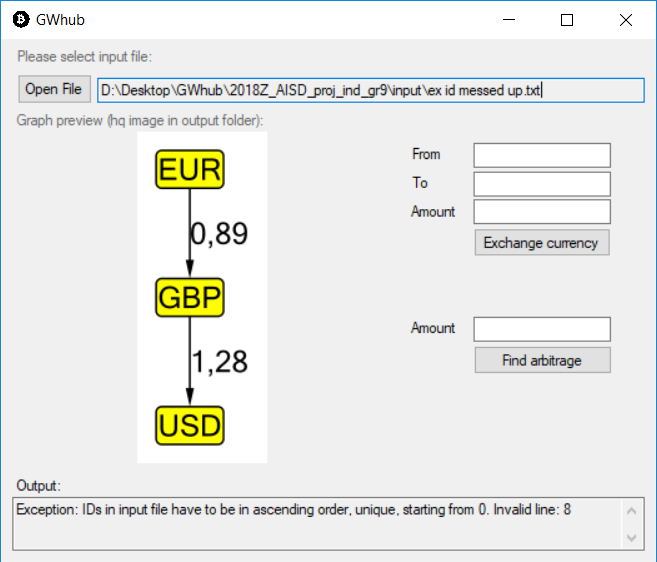 GWhub
Please select input file:
Open File
D:\Desktop\GWhub\2018Z_AISD_proj_ind_gr9\input\ex id messed up.txt
Graph preview (hq image in output folder):
EUR
0,89
GBP
1,28
USD
From
To
Amount
Exchange currency
Amount
Find arbitrage
Output:
Exception: IDs in input file have to be in ascending order, unique, starting from 0. Invalid line: 8